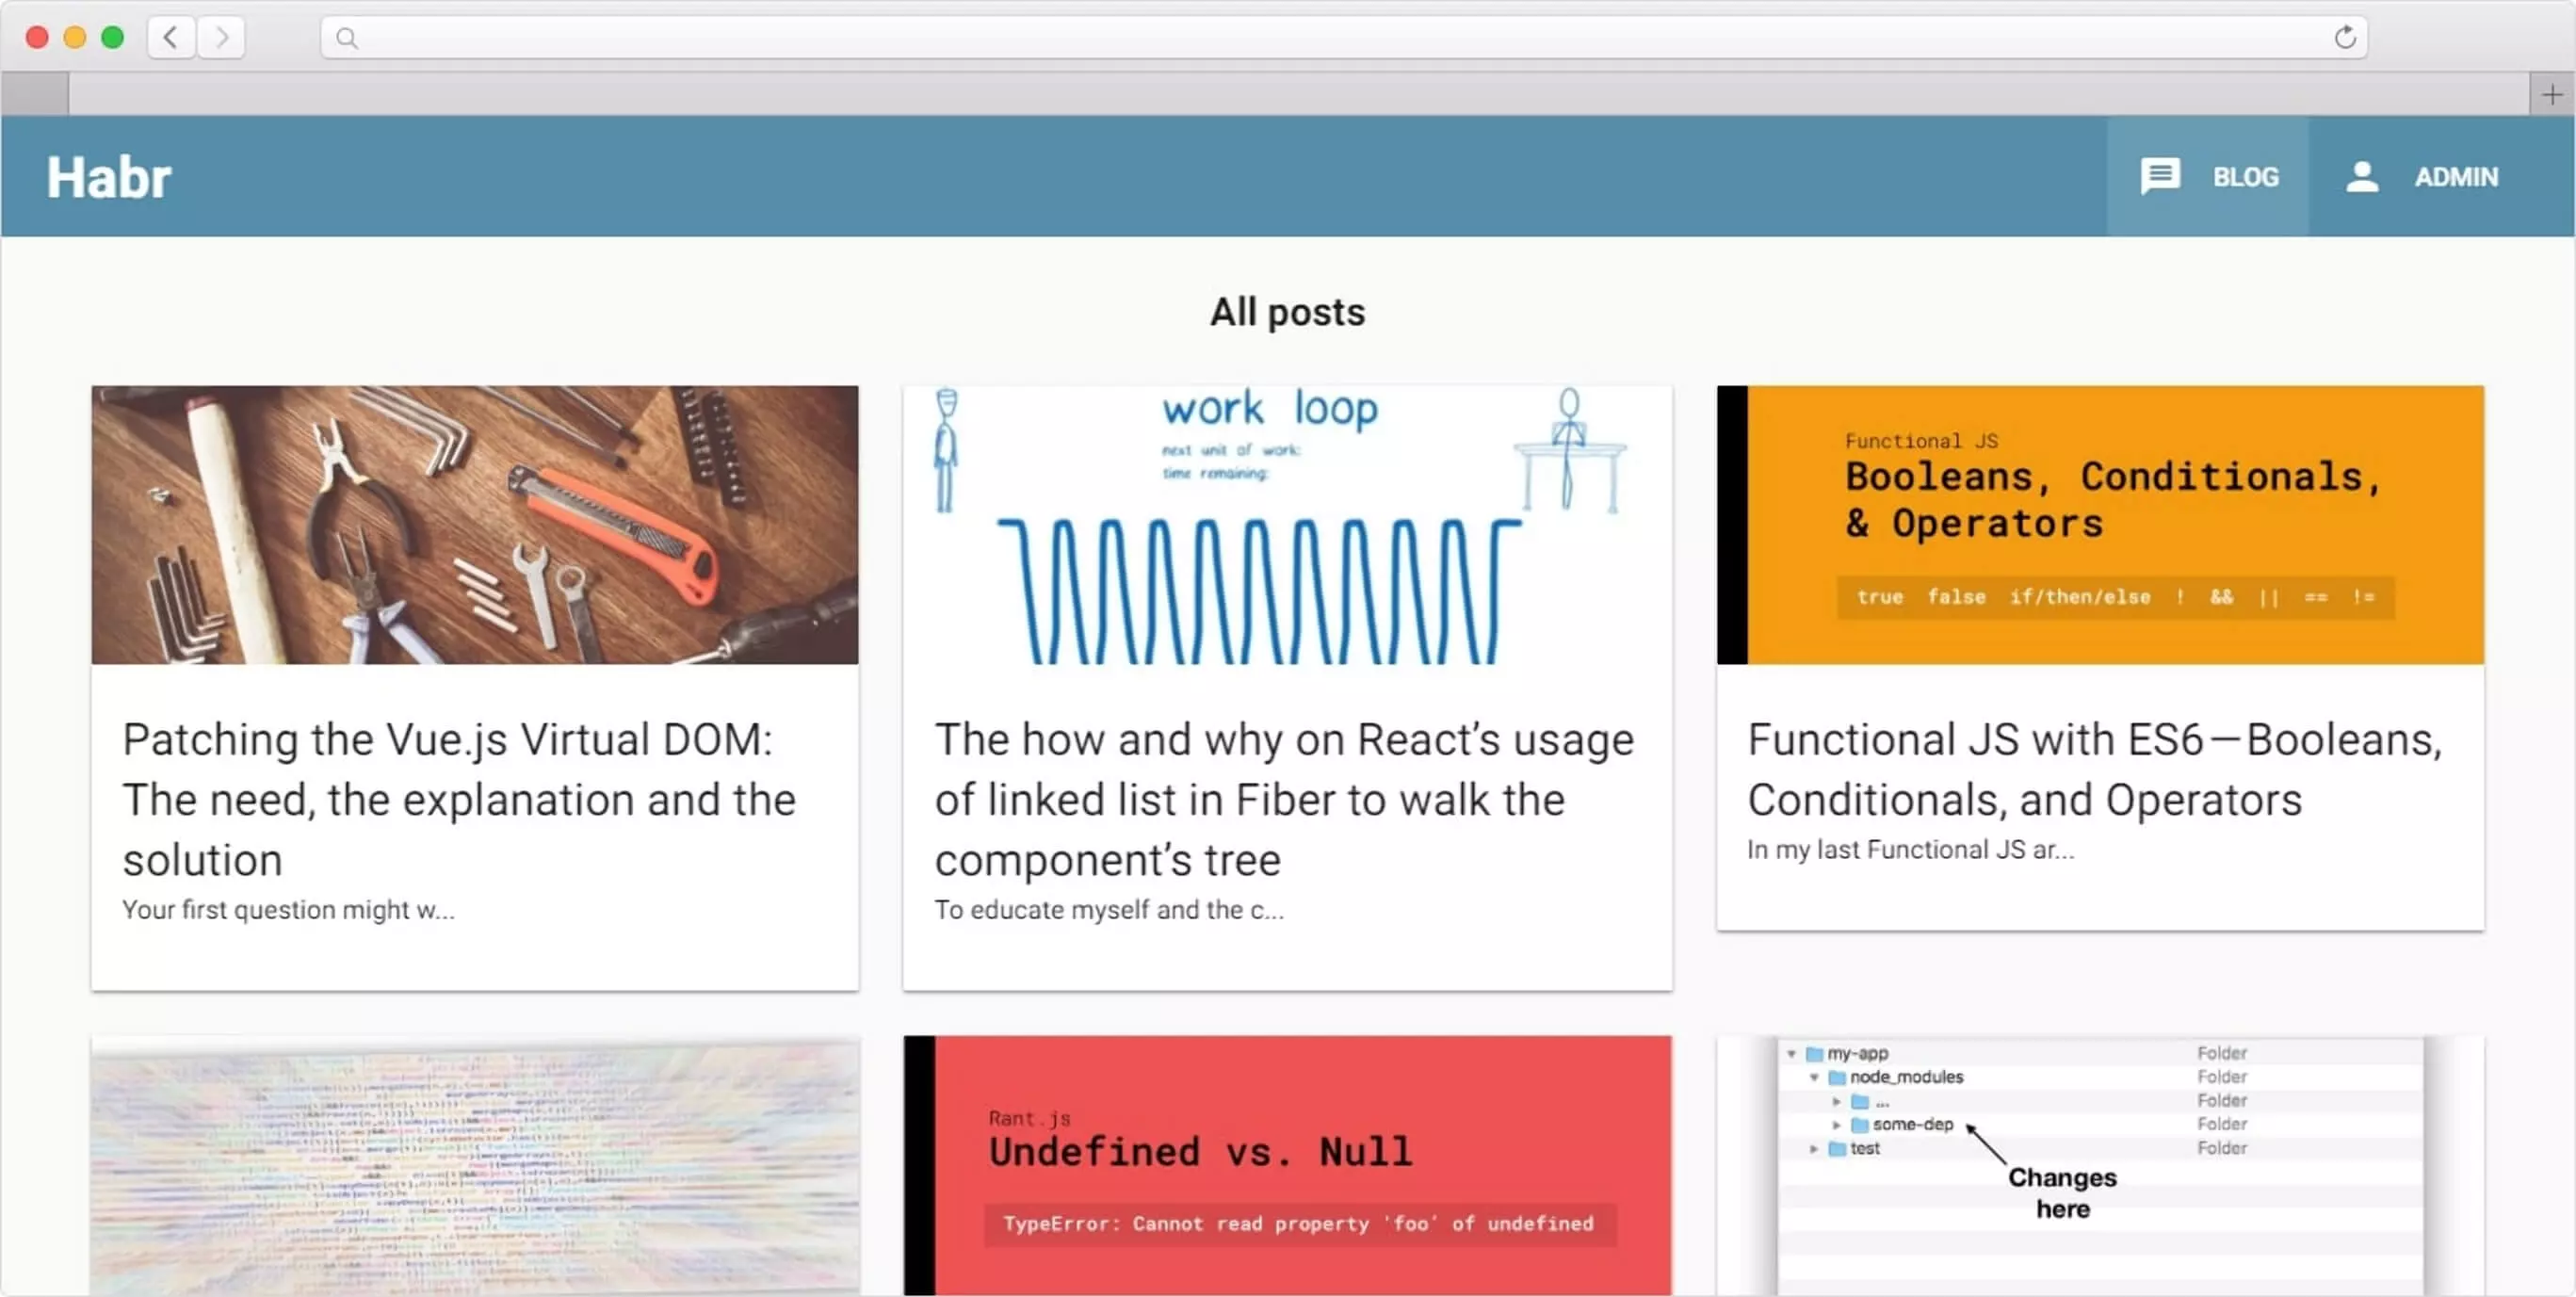 Habr
BLOG
ADMIN
All posts
work loop
next unit of work:
time remaining:
Functional JS
Booleans, Conditionals,
& Operators
true false if/then/else ! && || == !=
Patching the Vue.js Virtual DOM:
The need, the explanation and the
solution
Your first question might w...
The how and why on React’s usage
of linked list in Fiber to walk the
component’s tree
To educate myself and the c...
Functional JS with ES6—Booleans,
Conditionals, and Operators
In my last Functional JS ar...
Rant.js
Undefined vs. Null
TypeError: Cannot read property 'foo' of undefined
my-app Folder
node_modules Folder
... Folder
some-dep Folder
test Folder
Changes
here